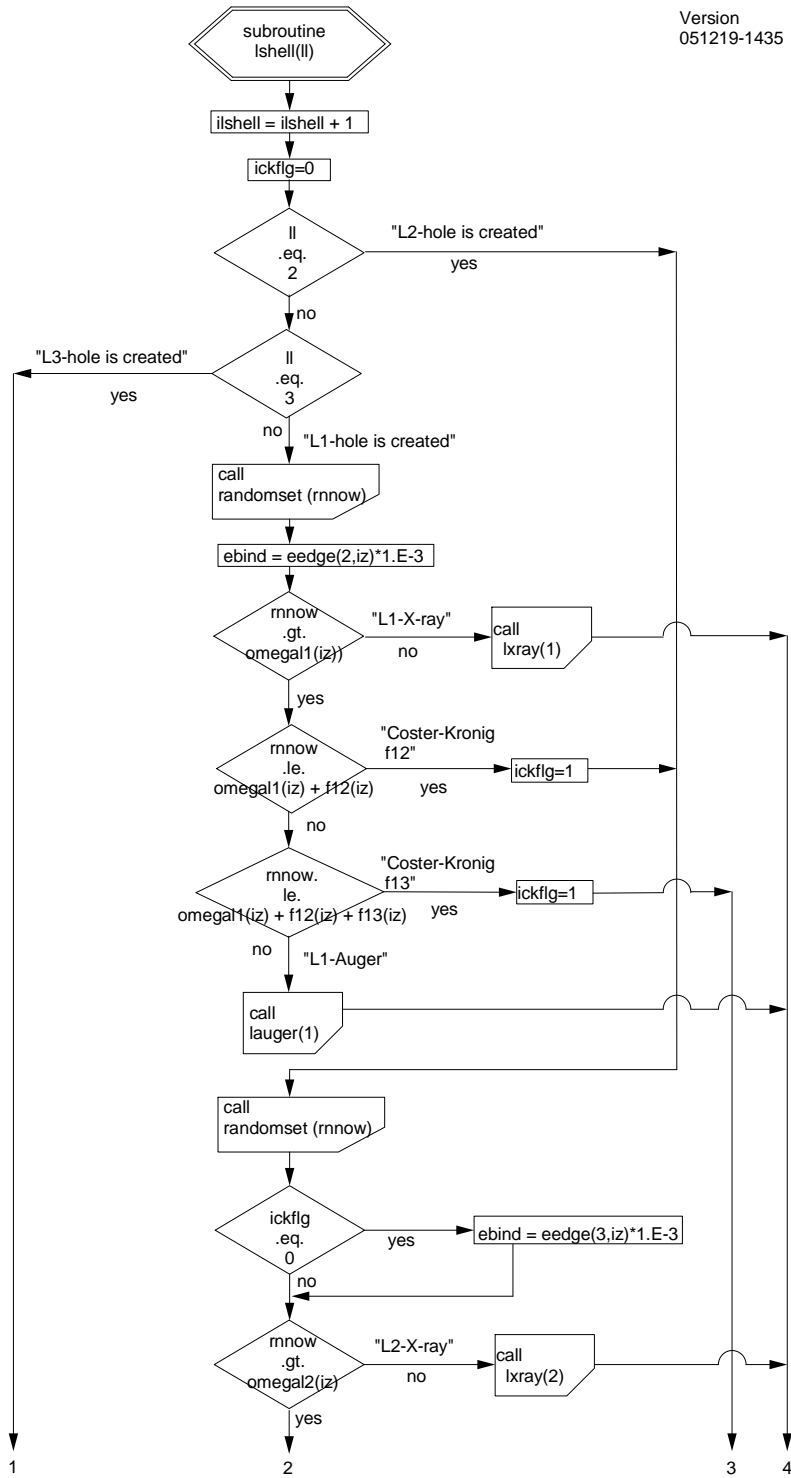 subroutine
lshell(ll)
Version
051219-1435
ilshell = ilshell + 1
ickflg=0
ll
.eq.
2
"L2-hole is created"
yes
no
ll
.eq.
3
"L3-hole is created"
yes
no
"L1-hole is created"
call
randomset (rnnow)
ebind = eedge(2,iz)*1.E-3
rnnow
.gt.
omegal1(iz))
"L1-X-ray"
no
call
lxray(1)
yes
rnnow
.le.
omegal1(iz) + f12(iz)
"Coster-Kronig
f12"
yes
ickflg=1
no
rnnow.
le.
omegal1(iz) + f12(iz) + f13(iz)
"Coster-Kronig
f13"
yes
ickflg=1
no
"L1-Auger"
call
lauger(1)
call
randomset (rnnow)
ickflg
.eq.
0
yes
ebind = eedge(3,iz)*1.E-3
no
rnnow
.gt.
omegal2(iz)
"L2-X-ray"
no
call
lxray(2)
yes
1
2
3
4